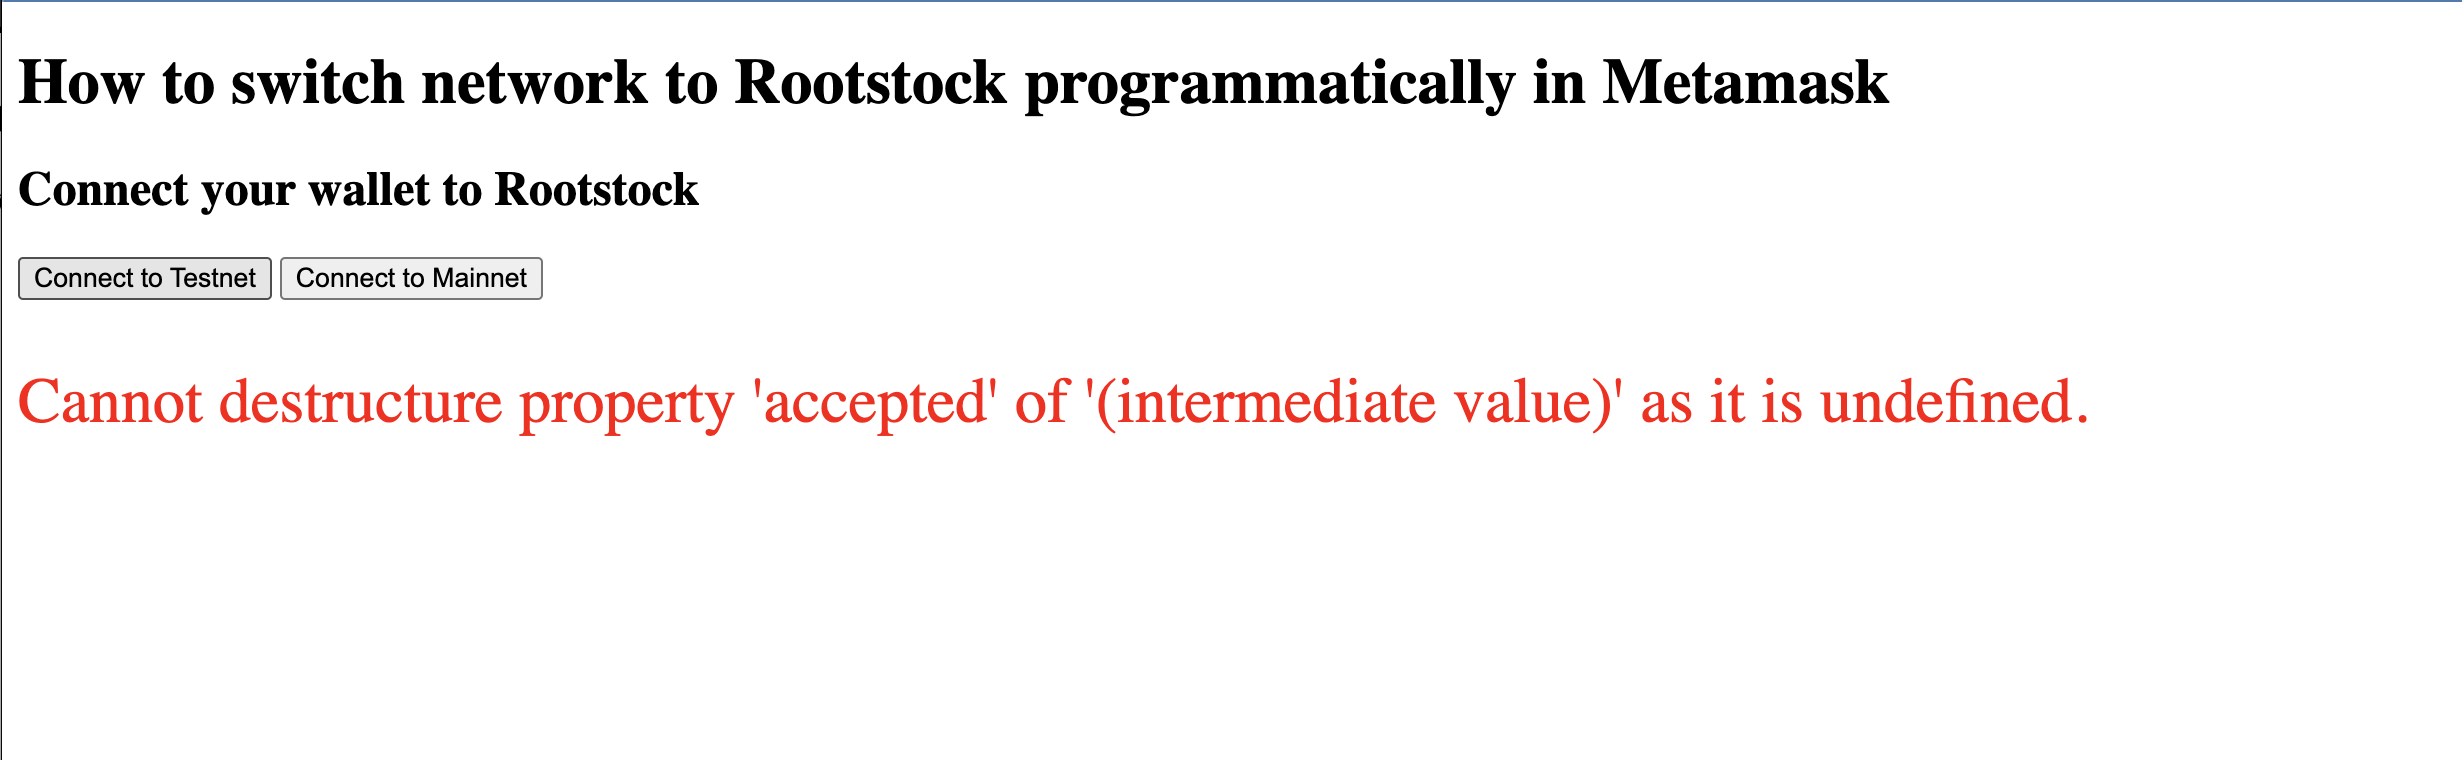 How to switch network to Rootstock programmatically in Metamask
Connect your wallet to Rootstock
Connect to Testnet Connect to Mainnet
Cannot destructure property 'accepted' of '(intermediate value)' as it is undefined.